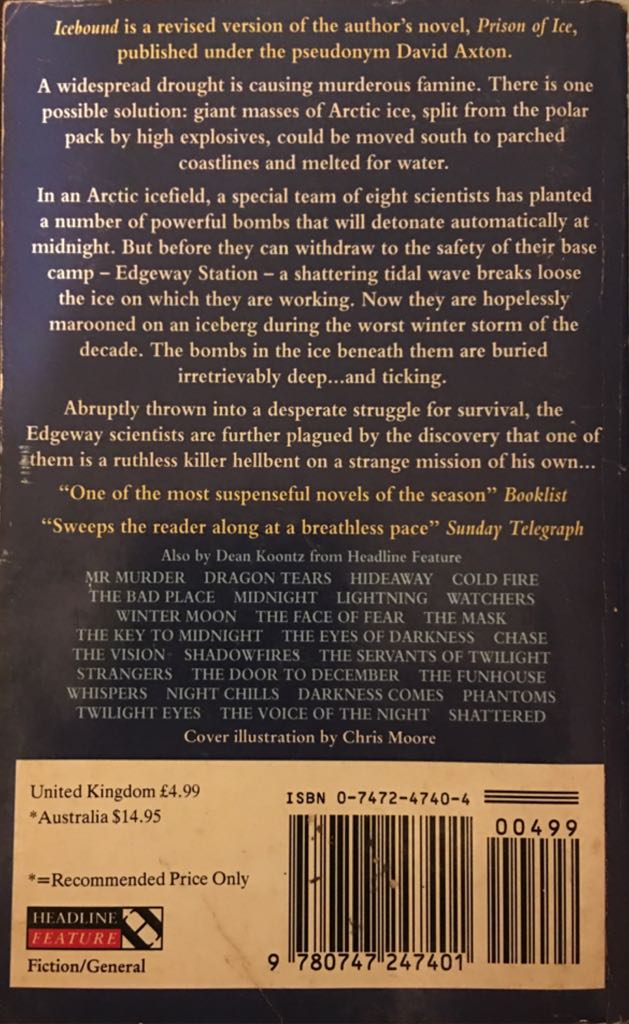 Icebound is a revised version of the author's novel, Prison of Ice,
published under the pseudonym David Axton.
A widespread drought is causing murderous famine. There is one
possible solution: giant masses of Arctic ice, split from the polar
pack by high explosives, could be moved south to parched
coastlines and melted for water.
In an Arctic icefield, a special team of eight scientists has planted
a number of powerful bombs that will detonate automatically at
midnight. But before they can withdraw to the safety of their base
camp – Edgeway Station – a shattering tidal wave breaks loose
the ice on which they are working. Now they are hopelessly
marooned on an iceberg during the worst winter storm of the
decade. The bombs in the ice beneath them are buried
irretrievably deep...and ticking.
Abruptly thrown into a desperate struggle for survival, the
Edgeway scientists are further plagued by the discovery that one of
them is a ruthless killer hellbent on a strange mission of his own...
“One of the most suspenseful novels of the season” Booklist
“Sweeps the reader along at a breathless pace” Sunday Telegraph
Also by Dean Koontz from Headline Feature
MR MURDER DRAGON TEARS HIDEAWAY COLD FIRE
THE BAD PLACE MIDNIGHT LIGHTNING WATCHERS
WINTER MOON THE FACE OF FEAR THE MASK
THE KEY TO MIDNIGHT THE EYES OF DARKNESS CHASE
THE VISION SHADOWFIRES THE SERVANTS OF TWILIGHT
STRANGERS THE DOOR TO DECEMBER THE FUNHOUSE
WHISPERS NIGHT CHILLS DARKNESS COMES PHANTOMS
TWILIGHT EYES THE VOICE OF THE NIGHT SHATTERED
Cover illustration by Chris Moore
United Kingdom £4.99
*Australia $14.95
*=Recommended Price Only
HEADLINE
FEATURE
Fiction/General
ISBN 0-7472-4740-4
00499
9 780747 247401